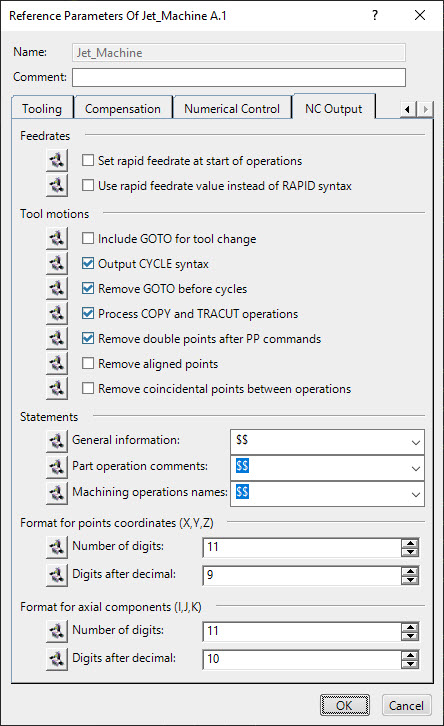 Reference Parameters Of Jet_Machine A.1 ?
Name: Jet_Machine
Comment:
Tooling Compensation Numerical Control NC Output
Feedrates
Set rapid feedrate at start of operations
Use rapid feedrate value instead of RAPID syntax
Tool motions
Include GOTO for tool change
Output CYCLE syntax
Remove GOTO before cycles
Process COPY and TRACUT operations
Remove double points after PP commands
Remove aligned points
Remove coincidental points between operations
Statements
General information: $$
Part operation comments: $$
Machining operations names: $$
Format for points coordinates (X,Y,Z)
Number of digits: 11
Digits after decimal: 9
Format for axial components (I,J,K)
Number of digits: 11
Digits after decimal: 10
OK Cancel